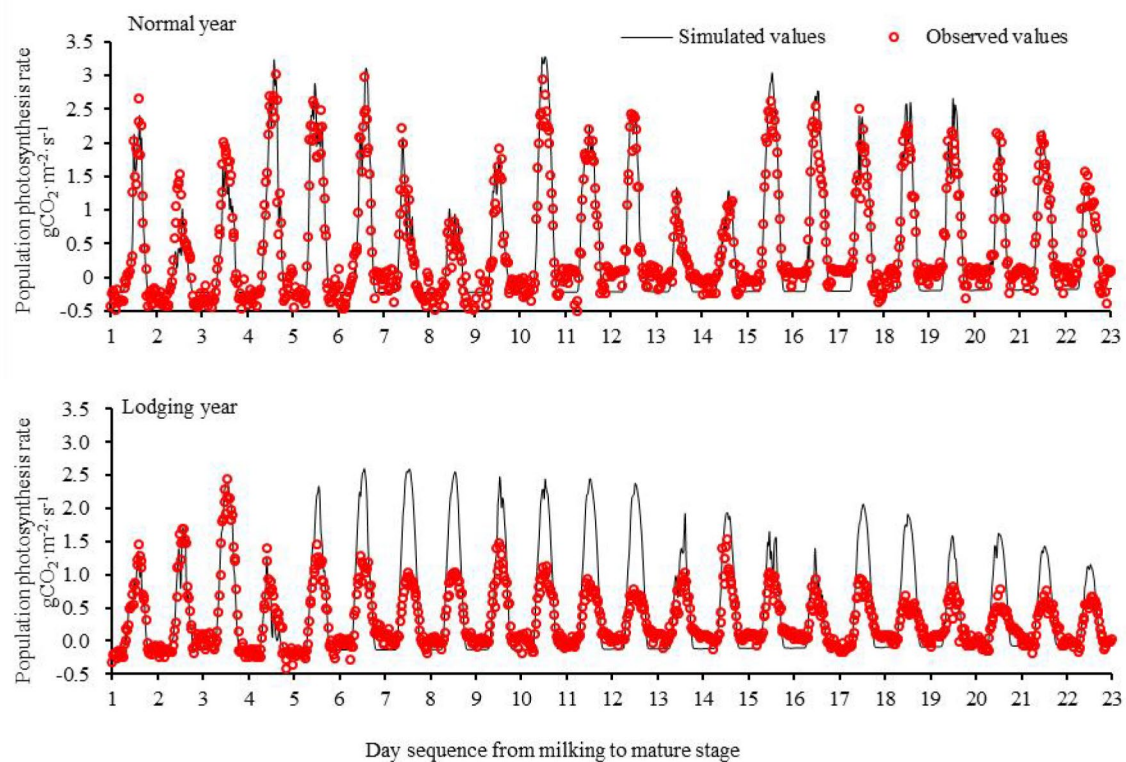 Normal year
Simulated values
Observed values
Population photosynthesis rate
gCO₂·m⁻²·s⁻¹
3.5
3
2.5
2
1.5
1
0.5
0
-0.5
1 2 3 4 5 6 7 8 9 10 11 12 13 14 15 16 17 18 19 20 21 22 23
Lodging year
Population photosynthesis rate
gCO₂·m⁻²·s⁻¹
3.5
3.0
2.5
2.0
1.5
1.0
0.5
0.0
-0.5
1 2 3 4 5 6 7 8 9 10 11 12 13 14 15 16 17 18 19 20 21 22 23
Day sequence from milking to mature stage